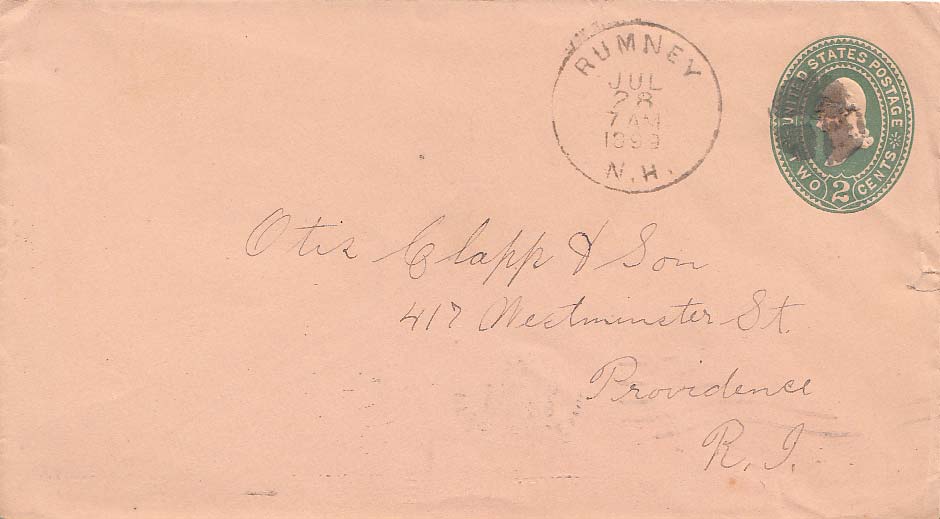 RUMNEY
JUL
28
7 AM
1899
N.H.
UNITED STATES POSTAGE
TWO 2 CENTS
Otis Clapp & Son
417 Westminster St.
Providence
R. I.